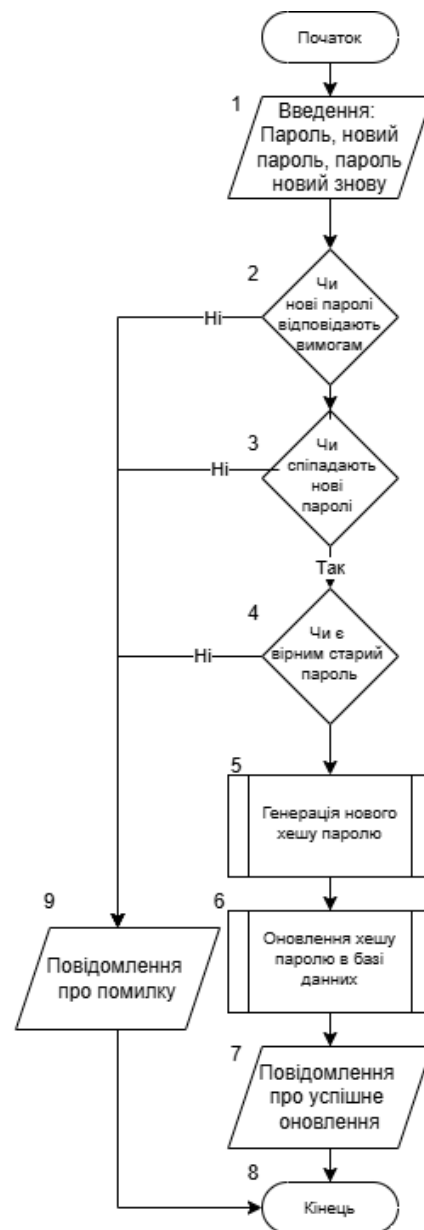 Початок
1
Введення:
Пароль, новий
пароль, пароль
новий знову
2
Чи
нові паролі
відповідають
вимогам
Ні
3
Чи
спіпадають
нові
паролі
Ні
Так
4
Чи є
вірним старий
пароль
Ні
5
Генерація нового
хешу паролю
6
Оновлення хешу
паролю в базі
данних
9
Повідомлення
про помилку
7
Повідомлення
про успішне
оновлення
8
Кінець